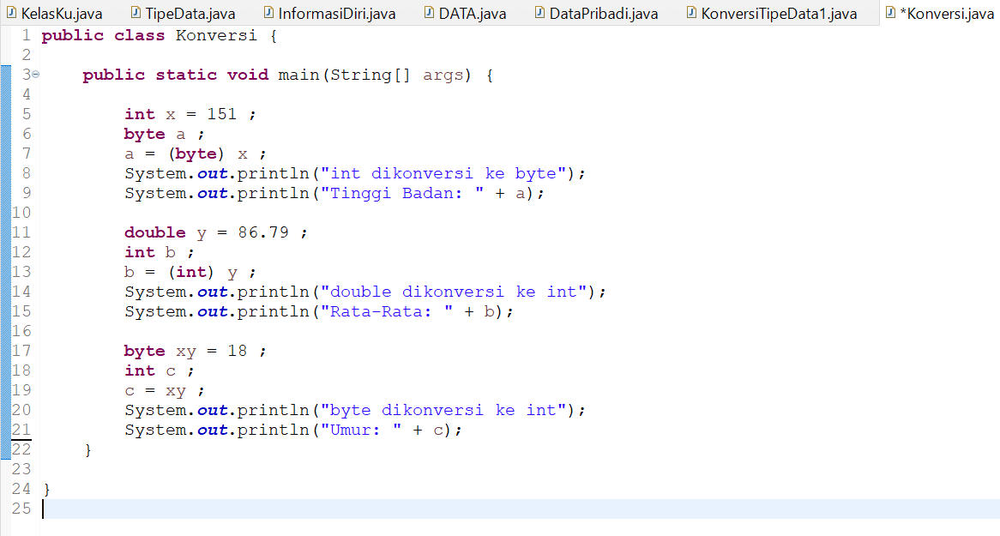 KelasKu.java TipeData.java InformasiDiri.java DATA.java DataPribadi.java KonversiTipeData1.java *Konversi.java
1 public class Konversi {
2
3 public static void main(String[] args) {
4
5 int x = 151 ;
6 byte a ;
7 a = (byte) x ;
8 System.out.println("int dikonversi ke byte");
9 System.out.println("Tinggi Badan: " + a);
10
11 double y = 86.79 ;
12 int b ;
13 b = (int) y ;
14 System.out.println("double dikonversi ke int");
15 System.out.println("Rata-Rata: " + b);
16
17 byte xy = 18 ;
18 int c ;
19 c = xy ;
20 System.out.println("byte dikonversi ke int");
21 System.out.println("Umur: " + c);
22 }
23
24 }
25